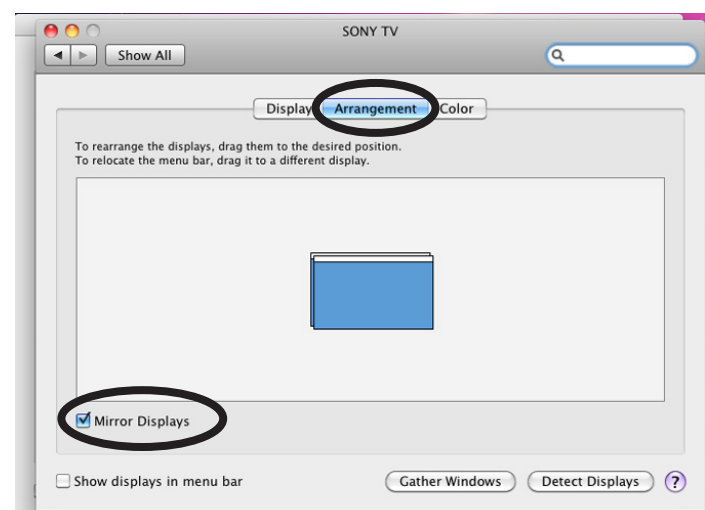 SONY TV
Show All
Display Arrangement Color
To rearrange the displays, drag them to the desired position.
To relocate the menu bar, drag it to a different display.
Mirror Displays
Show displays in menu bar Gather Windows Detect Displays ?